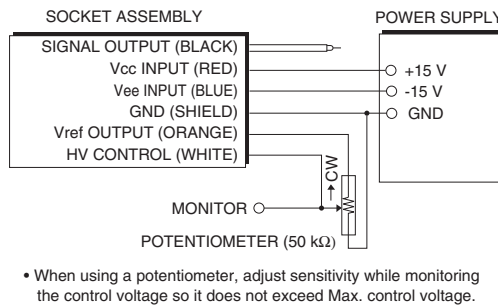 SOCKET ASSEMBLY
POWER SUPPLY
SIGNAL OUTPUT (BLACK)
Vcc INPUT (RED)
Vee INPUT (BLUE)
GND (SHIELD)
Vref OUTPUT (ORANGE)
HV CONTROL (WHITE)
+15 V
-15 V
GND
CW
MONITOR
POTENTIOMETER (50 kΩ)
• When using a potentiometer, adjust sensitivity while monitoring
the control voltage so it does not exceed Max. control voltage.